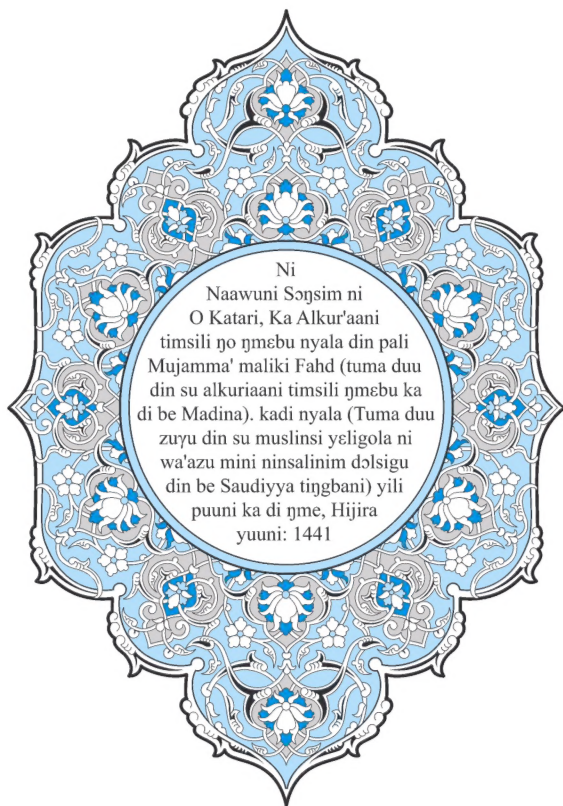 Ni
Naawuni Sɔŋsim ni
O Katari, Ka Alkur'aani
timsili ŋo ŋmɛbu nyala din pali
Mujamma' maliki Fahd (tuma duu
din su alkuriaani timsili ŋmɛbu ka
di be Madina). kadi nyala (Tuma duu
zuɣu din su muslinsi yɛligola ni
wa'azu mini ninsalinim dɔlsigu
din be Saudiyya tiŋgbani) yili
puuni ka di ŋme, Hijira
yuuni: 1441